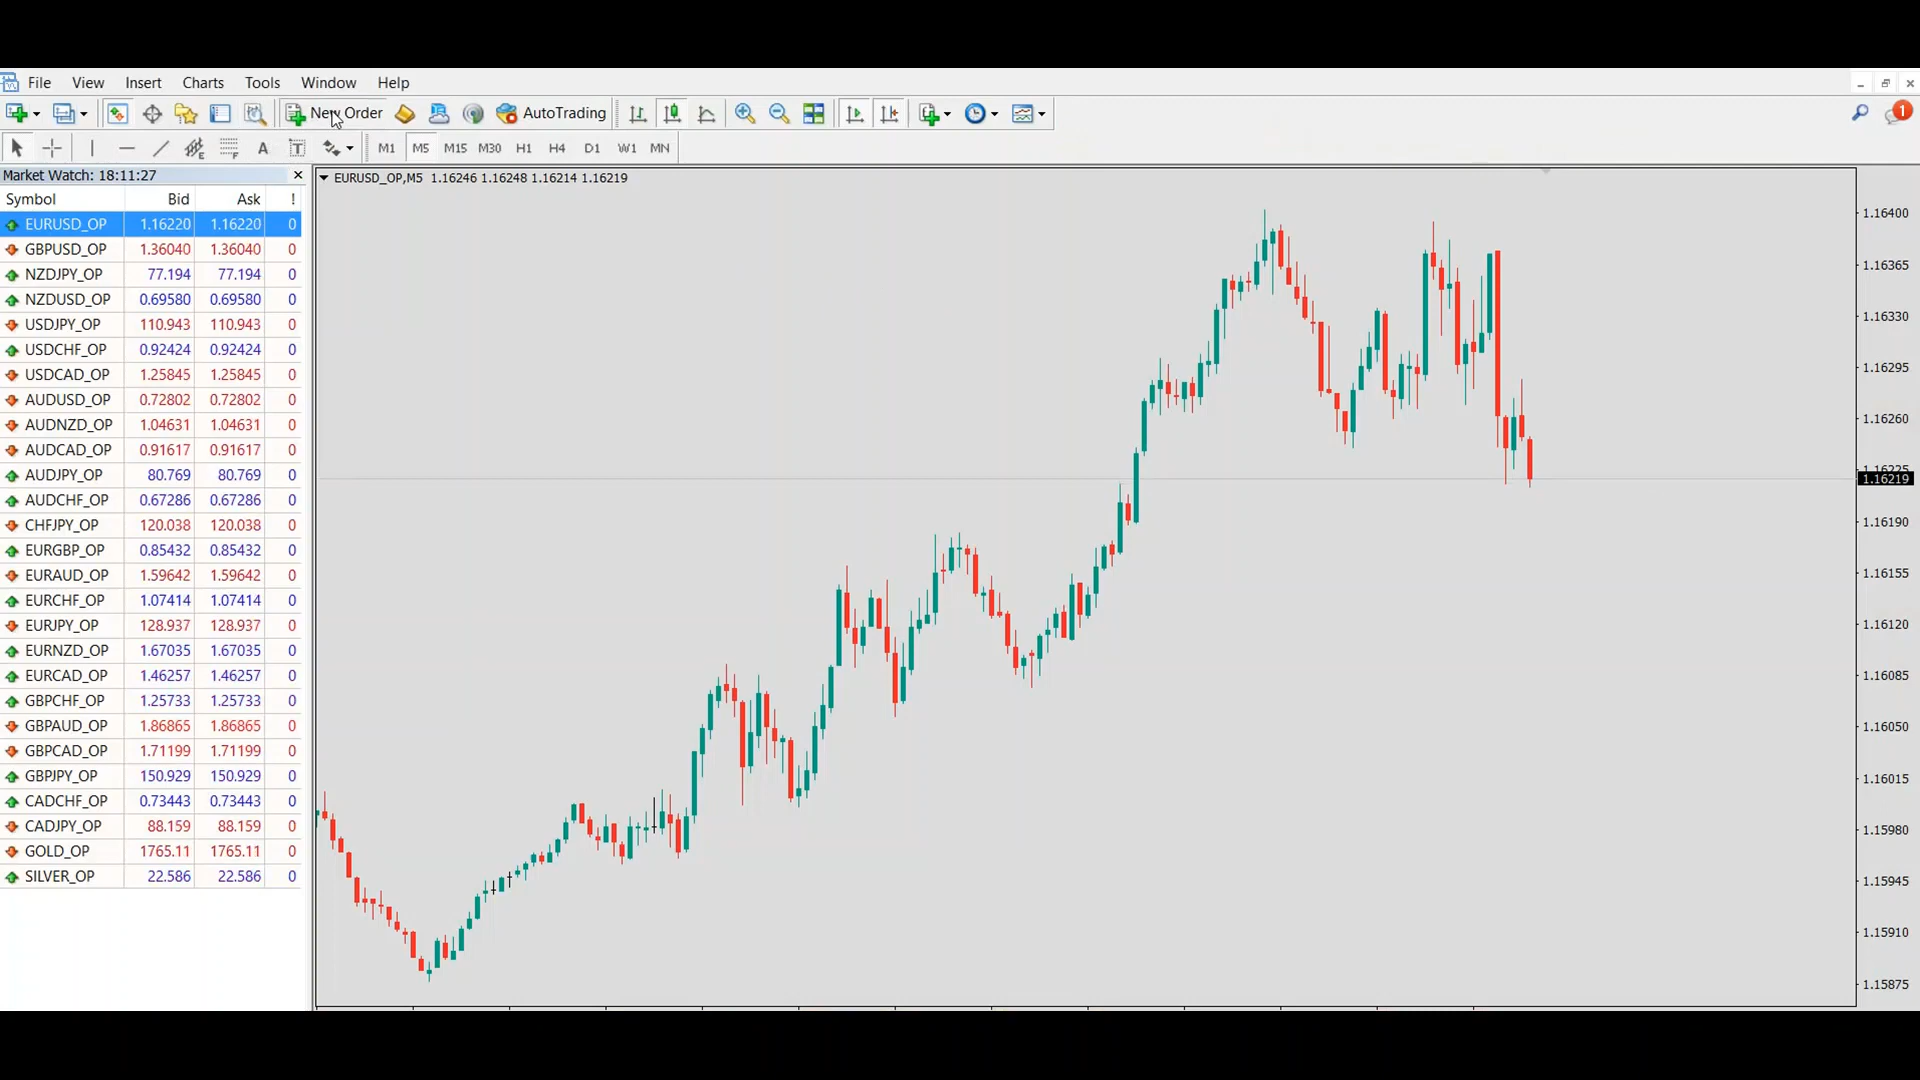 File View Insert Charts Tools Window Help
New Order AutoTrading 1
A T M1 M5 M15 M30 H1 H4 D1 W1 MN
Market Watch: 18:11:27
Symbol Bid Ask !
EURUSD_OP 1.16220 1.16220 0
GBPUSD_OP 1.36040 1.36040 0
NZDJPY_OP 77.194 77.194 0
NZDUSD_OP 0.69580 0.69580 0
USDJPY_OP 110.943 110.943 0
USDCHF_OP 0.92424 0.92424 0
USDCAD_OP 1.25845 1.25845 0
AUDUSD_OP 0.72802 0.72802 0
AUDNZD_OP 1.04631 1.04631 0
AUDCAD_OP 0.91617 0.91617 0
AUDJPY_OP 80.769 80.769 0
AUDCHF_OP 0.67286 0.67286 0
CHFJPY_OP 120.038 120.038 0
EURGBP_OP 0.85432 0.85432 0
EURAUD_OP 1.59642 1.59642 0
EURCHF_OP 1.07414 1.07414 0
EURJPY_OP 128.937 128.937 0
EURNZD_OP 1.67035 1.67035 0
EURCAD_OP 1.46257 1.46257 0
GBPCHF_OP 1.25733 1.25733 0
GBPAUD_OP 1.86865 1.86865 0
GBPCAD_OP 1.71199 1.71199 0
GBPJPY_OP 150.929 150.929 0
CADCHF_OP 0.73443 0.73443 0
CADJPY_OP 88.159 88.159 0
GOLD_OP 1765.11 1765.11 0
SILVER_OP 22.586 22.586 0
EURUSD_OP,M5 1.16246 1.16248 1.16214 1.16219
1.16400
1.16365
1.16330
1.16295
1.16260
1.16225
1.16219
1.16190
1.16155
1.16120
1.16085
1.16050
1.16015
1.15980
1.15945
1.15910
1.15875